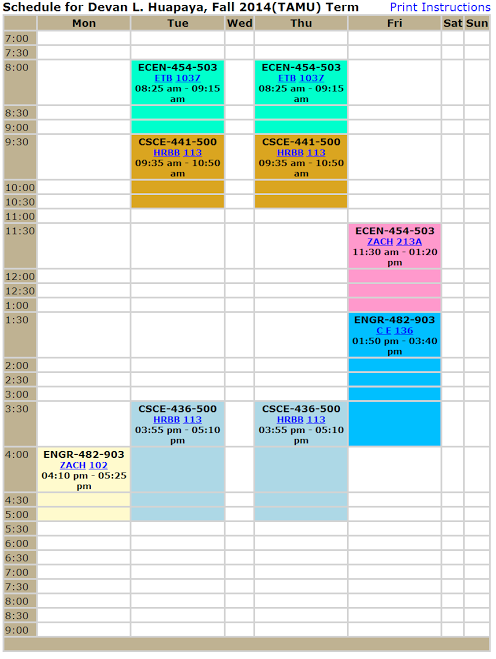 Schedule for Devan L. Huapaya, Fall 2014(TAMU) Term
Print Instructions
Mon Tue Wed Thu Fri Sat Sun
7:00
7:30
8:00
ECEN-454-503
ETB 1037
08:25 am - 09:15
am
ECEN-454-503
ETB 1037
08:25 am - 09:15
am
8:30
9:00
9:30
CSCE-441-500
HRBB 113
09:35 am - 10:50
am
CSCE-441-500
HRBB 113
09:35 am - 10:50
am
10:00
10:30
11:00
11:30
ECEN-454-503
ZACH 213A
11:30 am - 01:20
pm
12:00
12:30
1:00
1:30
ENGR-482-903
C E 136
01:50 pm - 03:40
pm
2:00
2:30
3:00
3:30
CSCE-436-500
HRBB 113
03:55 pm - 05:10
pm
CSCE-436-500
HRBB 113
03:55 pm - 05:10
pm
4:00
ENGR-482-903
ZACH 102
04:10 pm - 05:25
pm
4:30
5:00
5:30
6:00
6:30
7:00
7:30
8:00
8:30
9:00